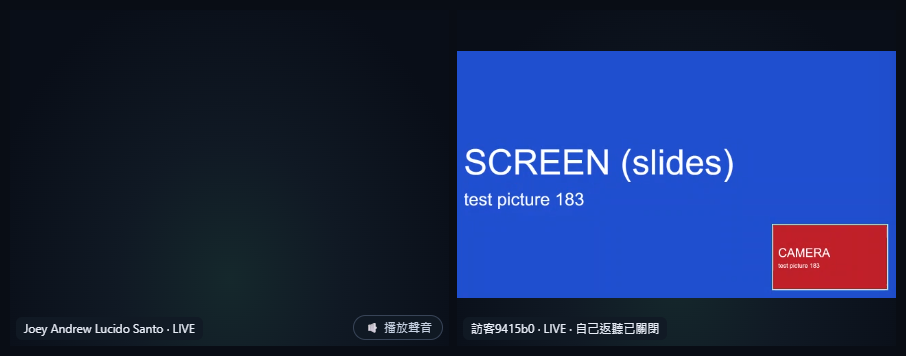 SCREEN (slides)
test picture 183
CAMERA
test picture 183
Joey Andrew Lucido Santo · LIVE
播放聲音
訪客9415b0 · LIVE · 自己返聽已關閉